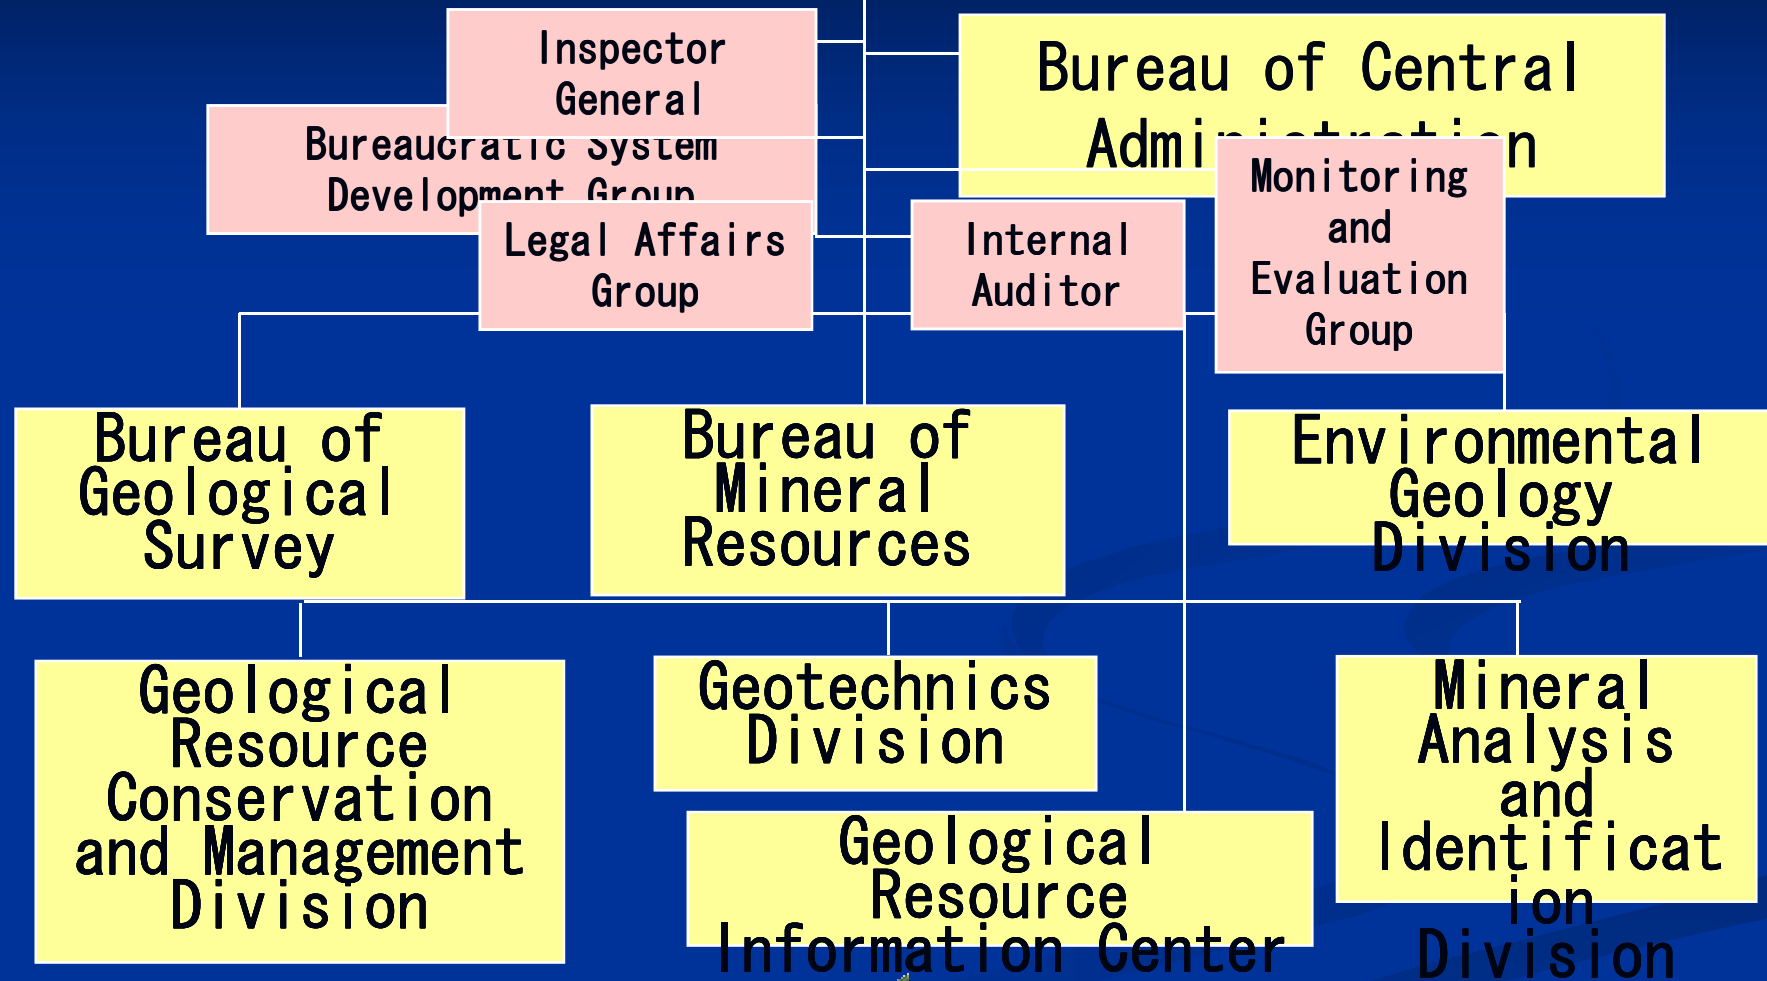 Inspector
General
Bureau of Central
Administration
Bureaucratic System
Development Group
Monitoring
and
Evaluation
Group
Legal Affairs
Group
Internal
Auditor
Bureau of
Geological
Survey
Bureau of
Mineral
Resources
Environmental
Geology
Division
Geological
Resource
Conservation
and Management
Division
Geotechnics
Division
Mineral
Analysis
and
Identificat
ion
Division
Geological
Resource
Information Center